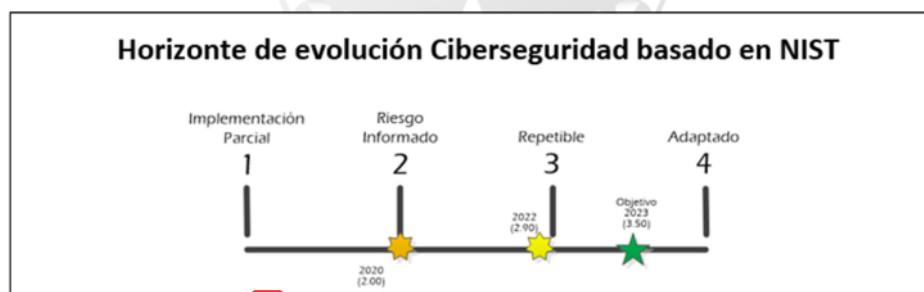 Horizonte de evolución Ciberseguridad basado en NIST
Implementación
Parcial
1
Riesgo
Informado
2
Repetible
3
Adaptado
4
2020
(2.00)
2022
(2.90)
Objetivo
2023
(3.50)